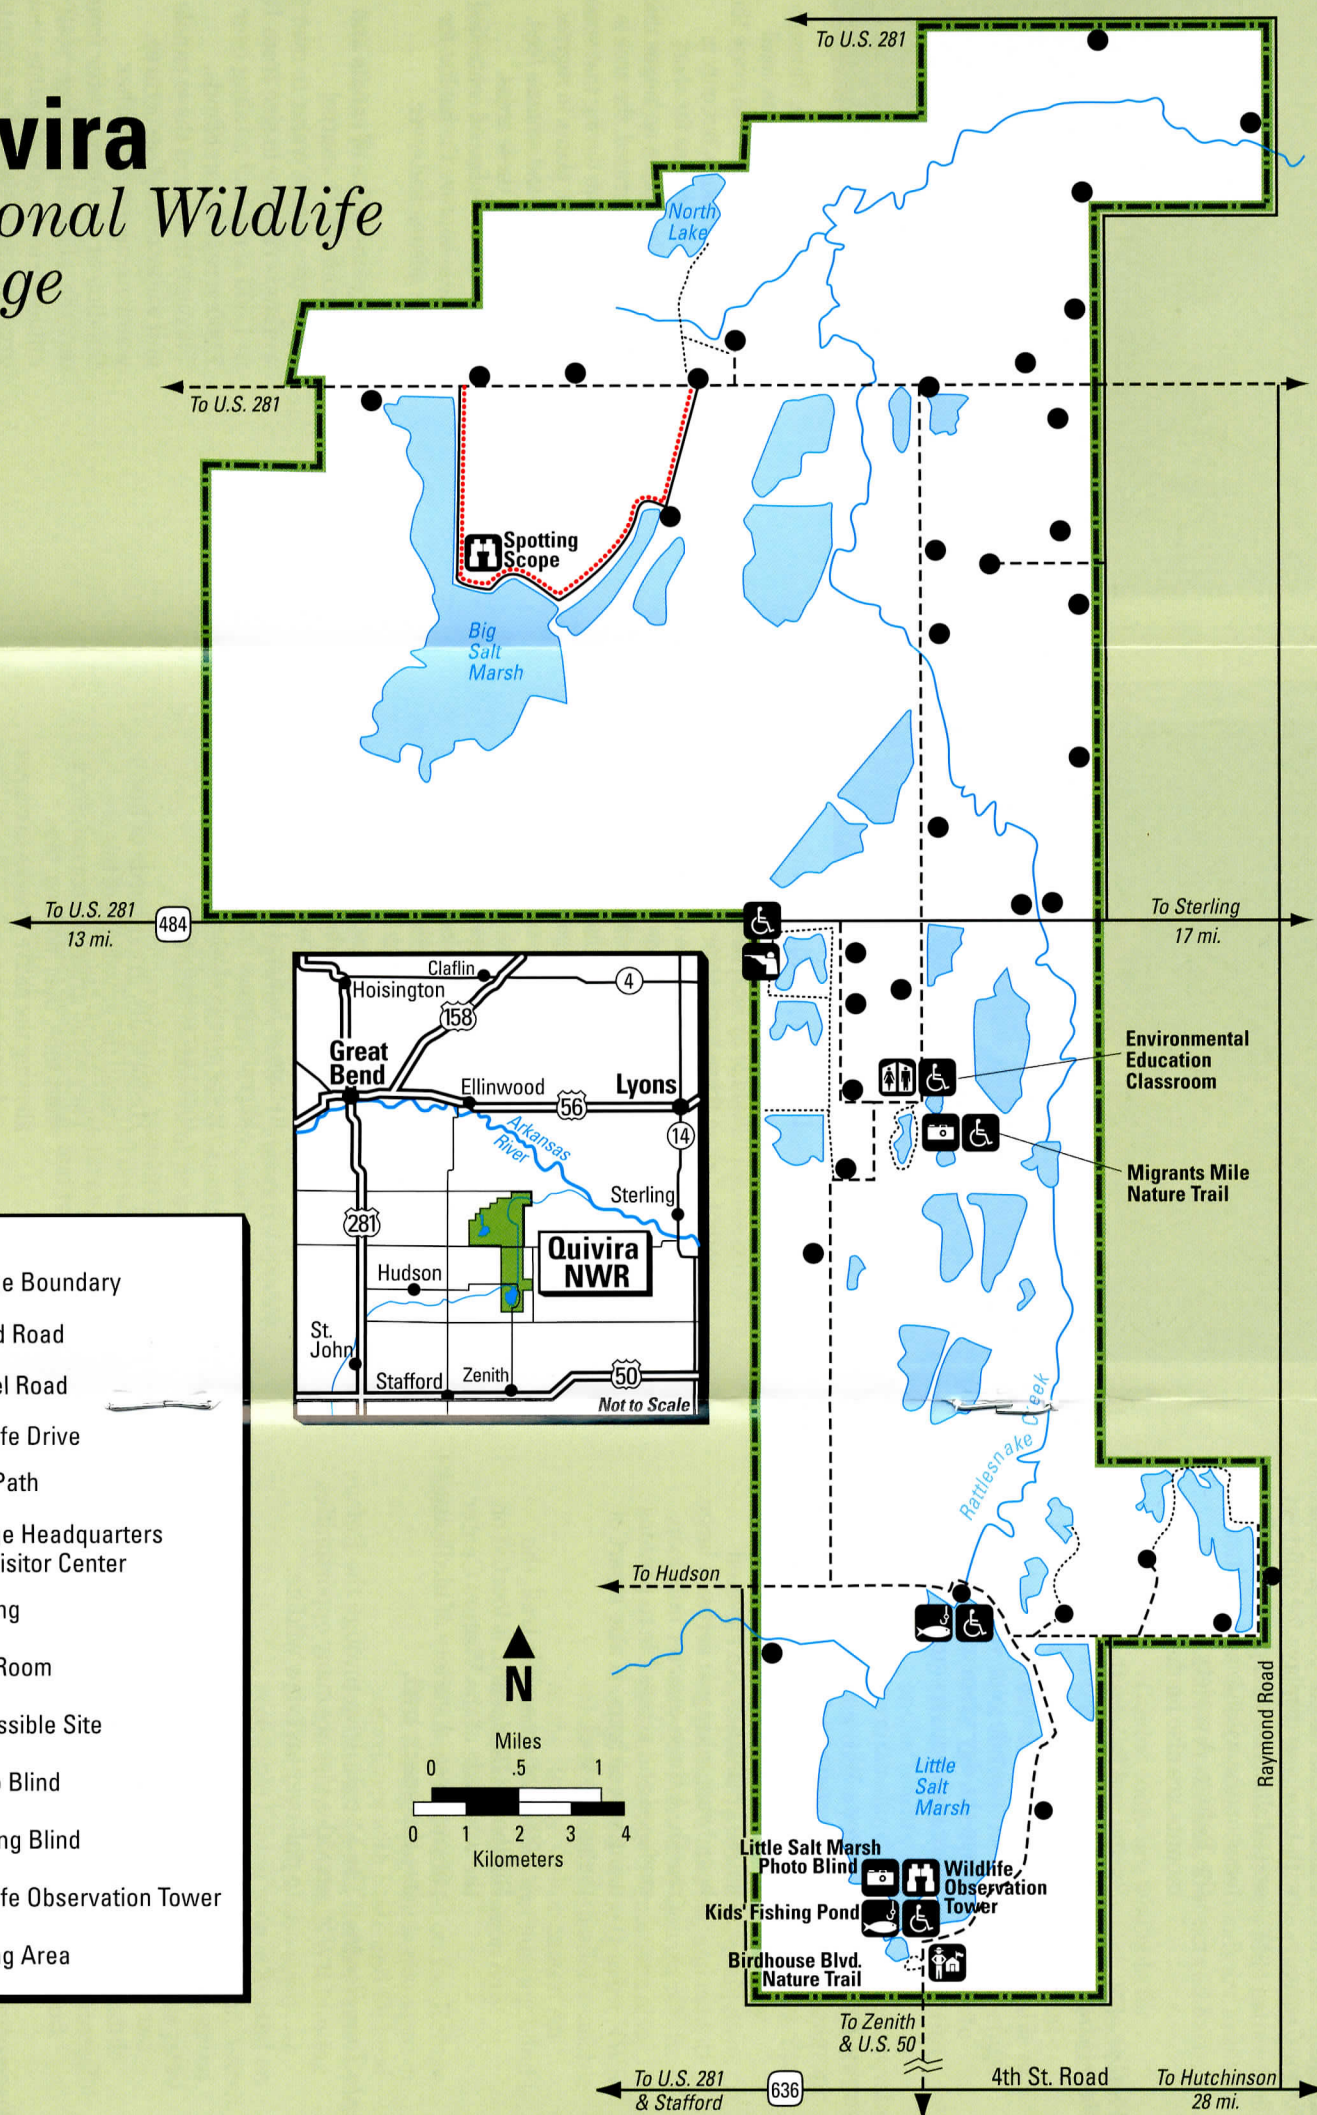 vira
onal Wildlife
ge
To U.S. 281
North
Lake
To U.S. 281
Spotting
Scope
Big
Salt
Marsh
To U.S. 281
13 mi.
484
To Sterling
17 mi.
Claflin
Hoisington
4
158
Great
Bend
Ellinwood
Lyons
56
Arkansas
River
14
Sterling
281
Quivira
NWR
Hudson
St.
John
Stafford
Zenith
50
Not to Scale
Environmental
Education
Classroom
Migrants Mile
Nature Trail
Rattlesnake Creek
e Boundary
d Road
el Road
fe Drive
Path
e Headquarters
isitor Center
ng
Room
ssible Site
o Blind
ng Blind
fe Observation Tower
g Area
To Hudson
N
Miles
0 .5 1
0 1 2 3 4
Kilometers
Raymond Road
Little
Salt
Marsh
Little Salt Marsh
Photo Blind
Wildlife
Observation
Tower
Kids' Fishing Pond
Birdhouse Blvd.
Nature Trail
To Zenith
& U.S. 50
To U.S. 281
& Stafford
636
4th St. Road
To Hutchinson
28 mi.